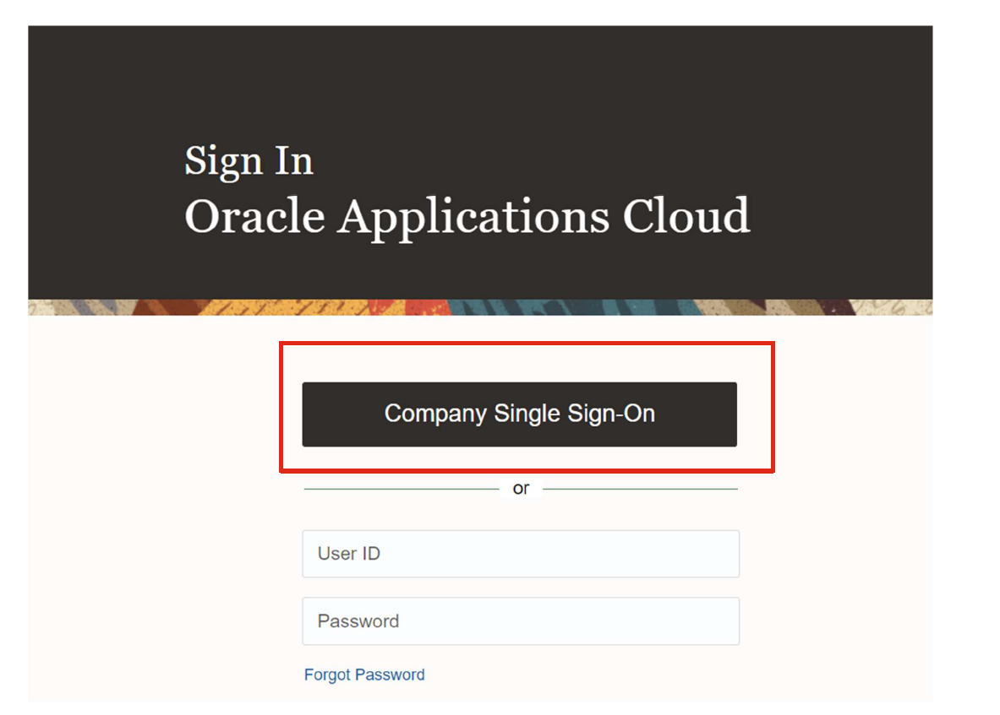 Sign In
Oracle Applications Cloud
Company Single Sign-On
or
User ID
Password
Forgot Password